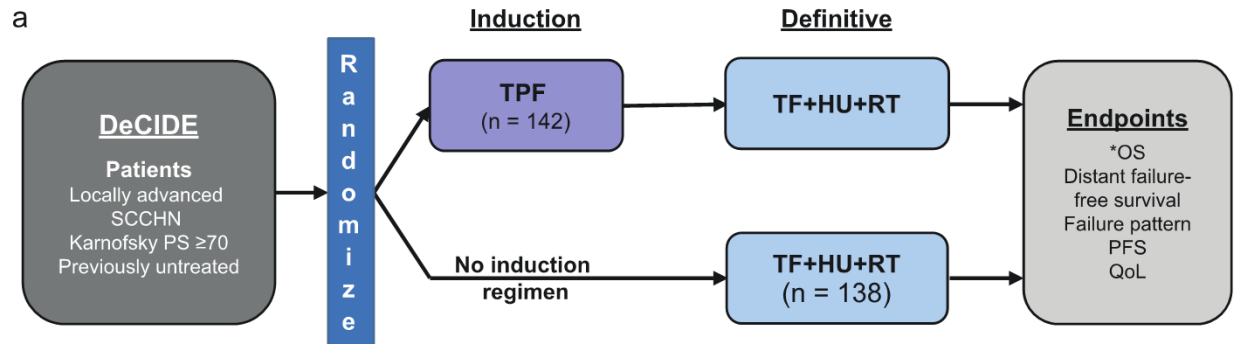 a
DeCIDE
Patients
Locally advanced
SCCHN
Karnofsky PS ≥70
Previously untreated
Randomize
Induction
TPF
(n = 142)
No induction
regimen
Definitive
TF+HU+RT
TF+HU+RT
(n = 138)
Endpoints
*OS
Distant failure-
free survival
Failure pattern
PFS
QoL